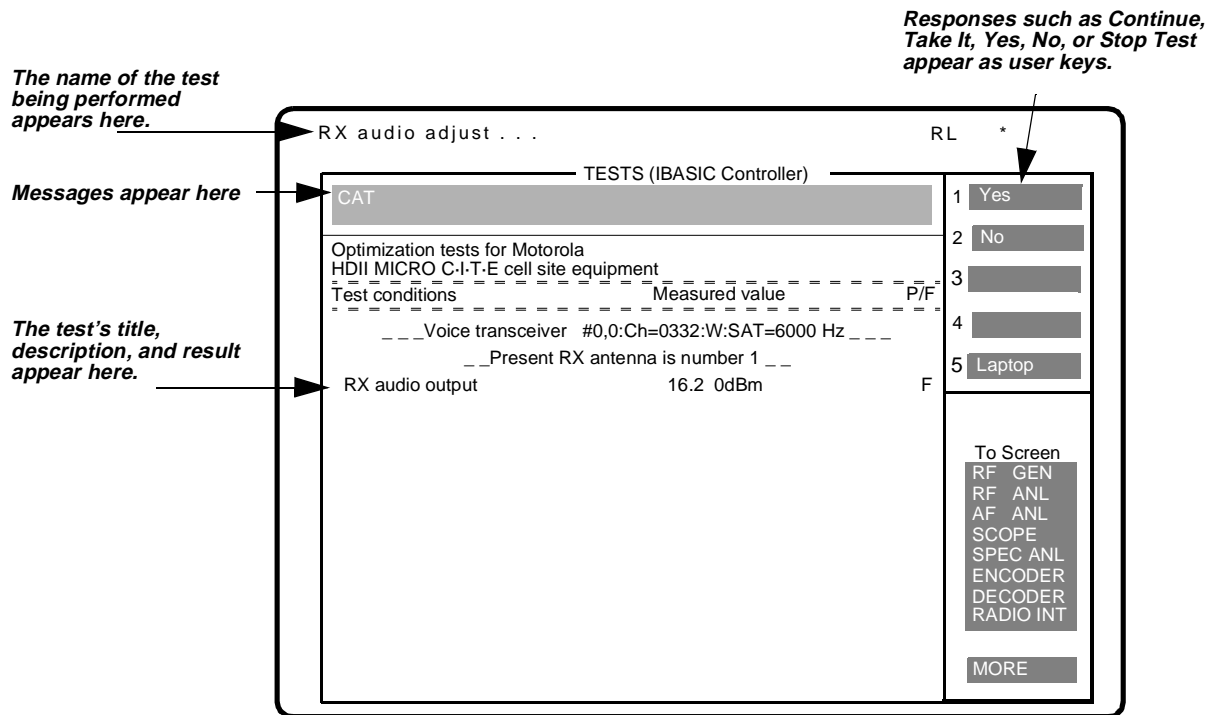 Responses such as Continue,
Take It, Yes, No, or Stop Test
appear as user keys.
The name of the test
being performed
appears here.
RX audio adjust . . .
RL *
TESTS (IBASIC Controller)
Messages appear here
CAT
1 Yes
2 No
3
4
5 Laptop
Optimization tests for Motorola
HDII MICRO C·I·T·E cell site equipment
Test conditions Measured value P/F
_ _ _Voice transceiver #0,0:Ch=0332:W:SAT=6000 Hz _ _ _
_ _Present RX antenna is number 1 _ _
The test's title,
description, and result
appear here.
RX audio output 16.2 0dBm F
To Screen
RF GEN
RF ANL
AF ANL
SCOPE
SPEC ANL
ENCODER
DECODER
RADIO INT
MORE